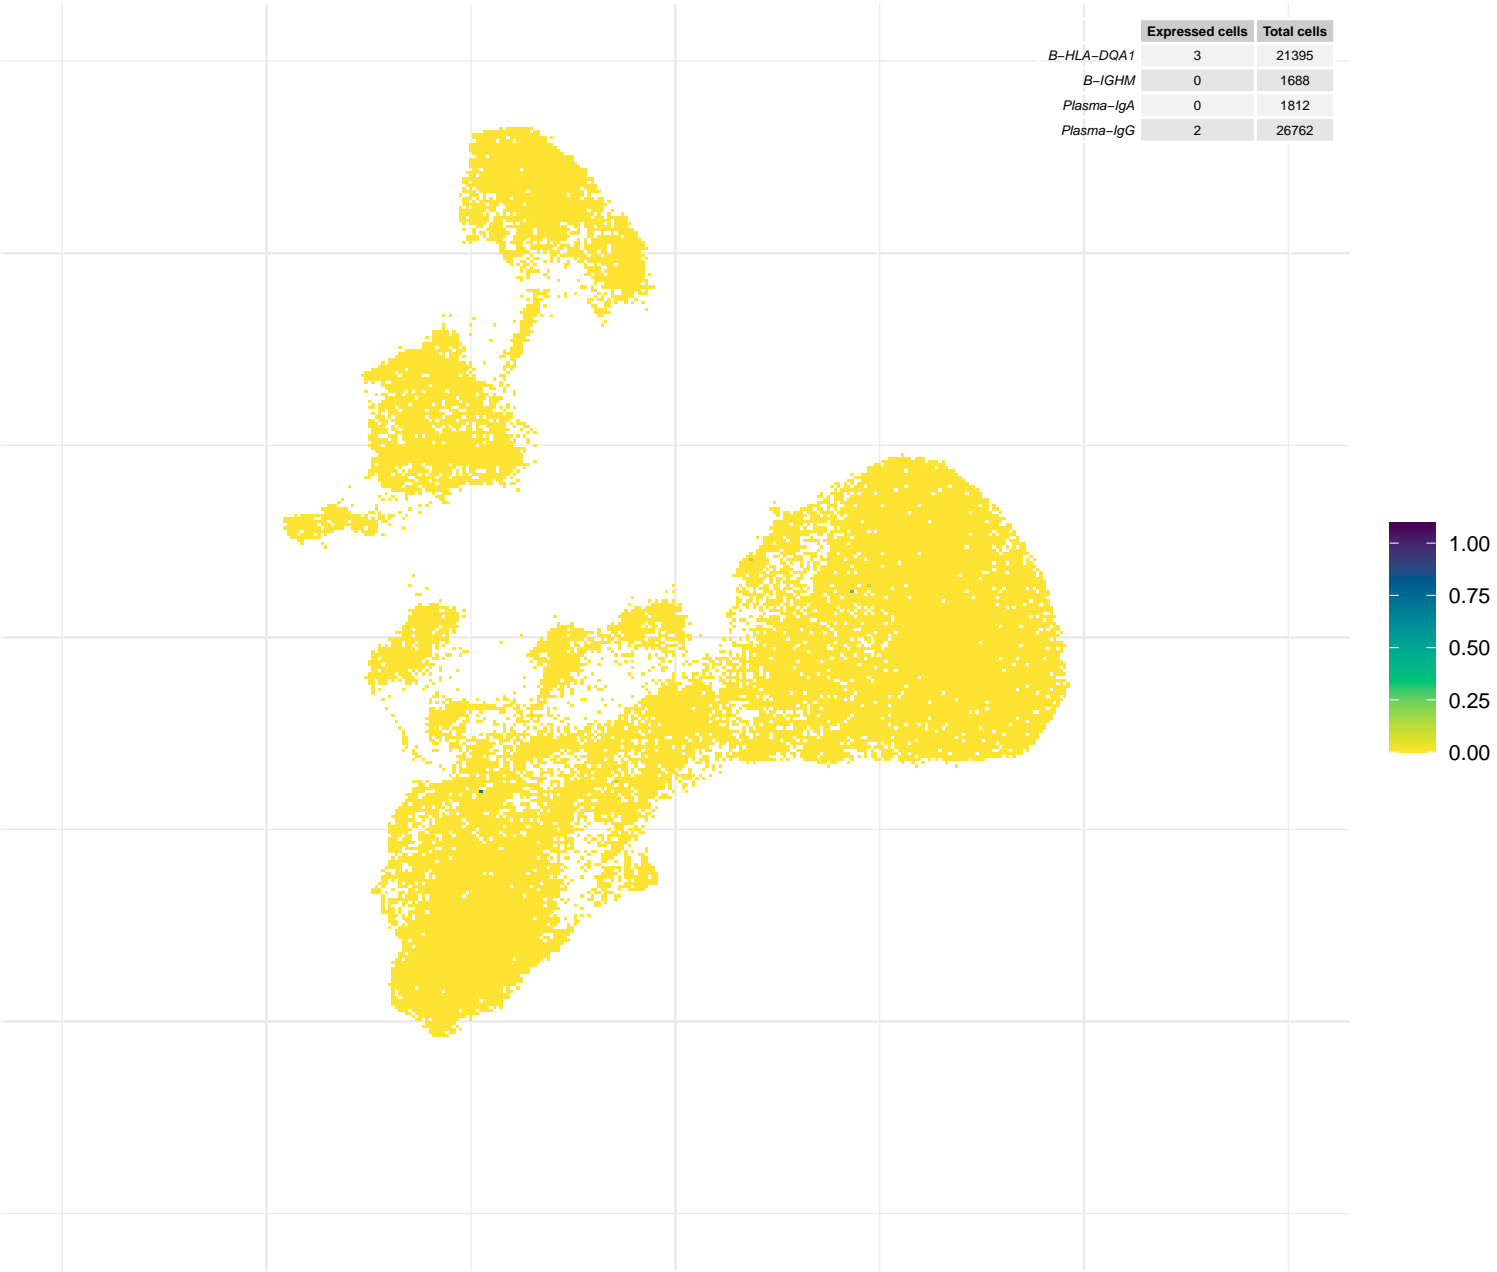 Expressed cells Total cells
B−HLA−DQA1 3 21395
B−IGHM 0 1688
Plasma−IgA 0 1812
Plasma−IgG 2 26762
1.00
0.75
0.50
0.25
0.00